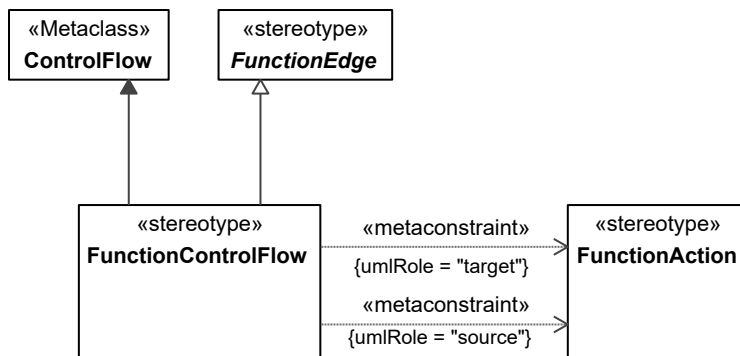 «Metaclass»
ControlFlow
«stereotype»
FunctionEdge
«stereotype»
FunctionControlFlow
«metaconstraint»
{umlRole = "target"}
«metaconstraint»
{umlRole = "source"}
«stereotype»
FunctionAction